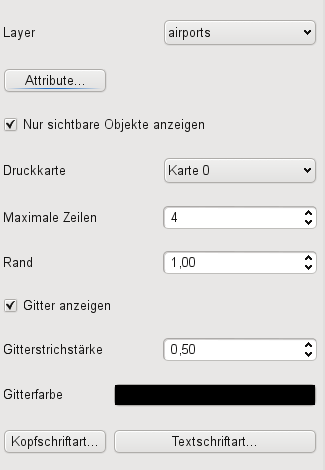 Layer airports
Attribute...
Nur sichtbare Objekte anzeigen
Druckkarte Karte 0
Maximale Zeilen 4
Rand 1,00
Gitter anzeigen
Gitterstrichstärke 0,50
Gitterfarbe
Kopfschriftart... Textschriftart...